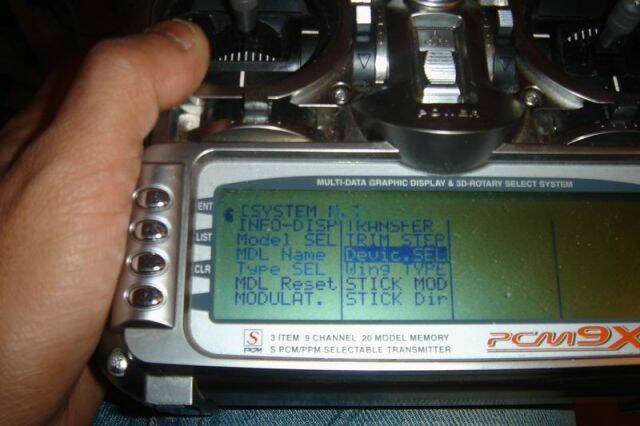 POWER
MULTI-DATA GRAPHIC DISPLAY & 3D-ROTARY SELECT SYSTEM
ENT
LIST
CLR
[SYSTEM
INFO-DISP TRANSFER
Model SEL TRIM STEP
MDL Name Devic.SEL
Type SEL Wing TYPE
MDL Reset STICK MOD
MODULAT. STICK Dir
S PCM
3 ITEM 9 CHANNEL 20 MODEL MEMORY
S PCM/PPM SELECTABLE TRANSMITTER
PCM9X